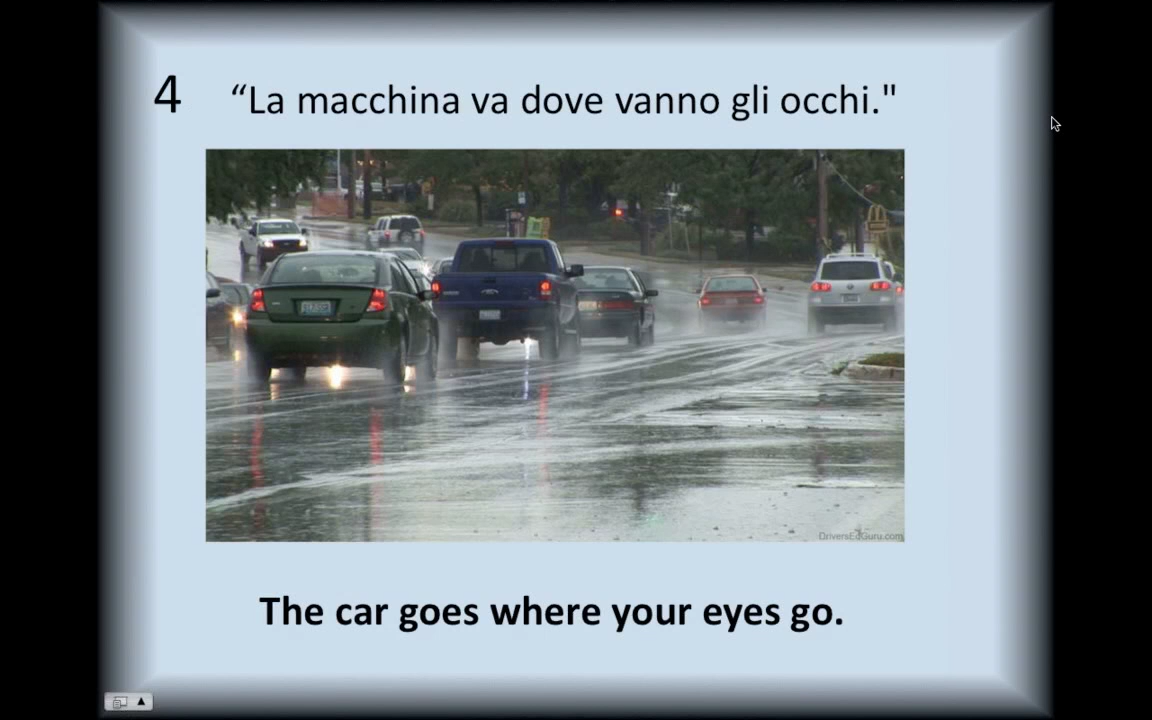 4 “La macchina va dove vanno gli occhi."
DriversEdGuru.com
The car goes where your eyes go.